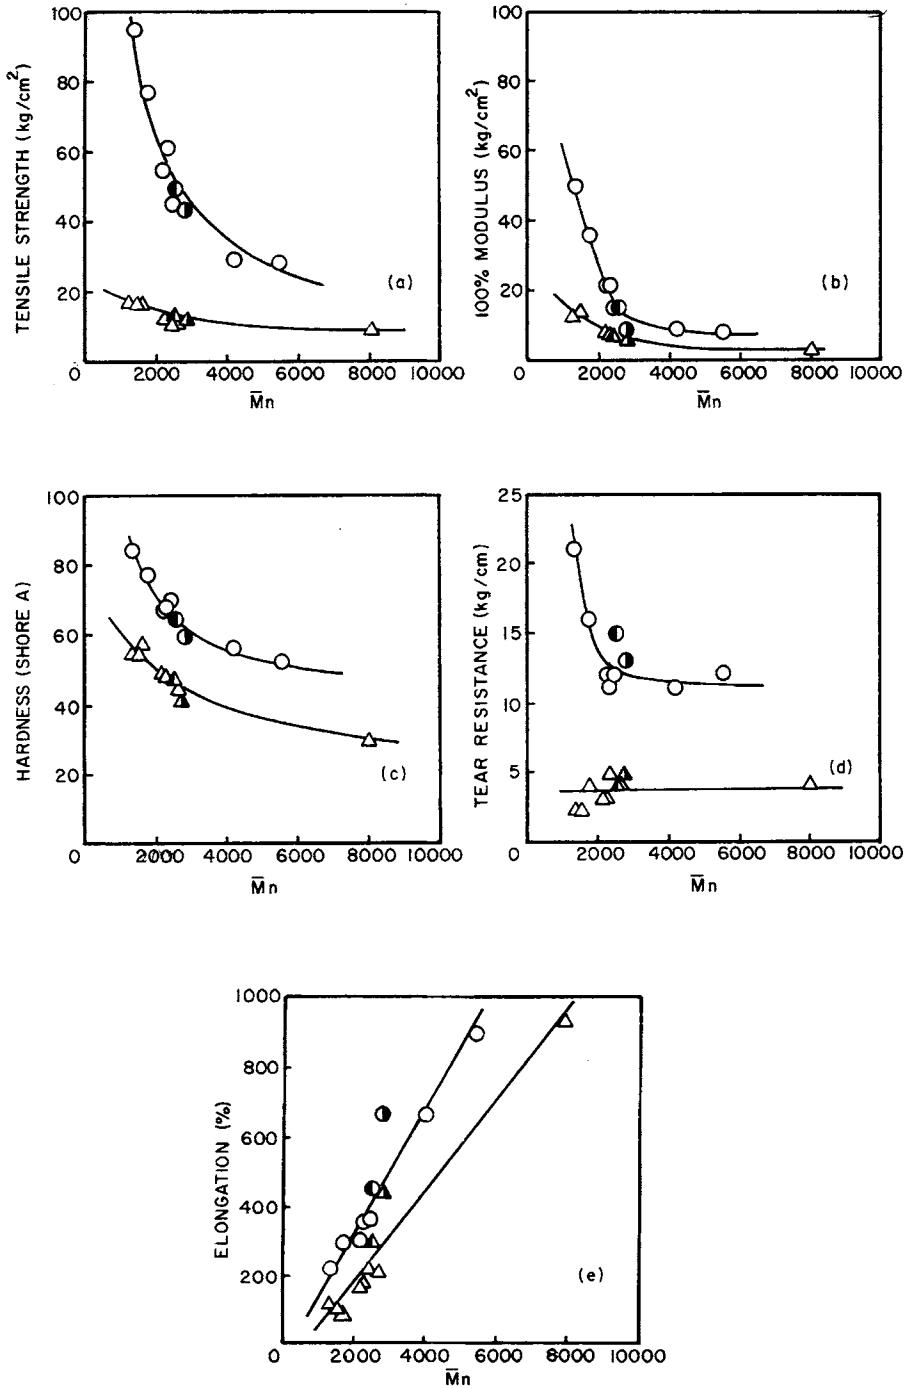 TENSILE STRENGTH (kg/cm²)
100
80
60
40
20
0 2000 4000 6000 8000 10000
M̅n
(a)
100% MODULUS (kg/cm²)
100
80
60
40
20
0 2000 4000 6000 8000 10000
M̅n
(b)
HARDNESS (SHORE A)
100
80
60
40
20
0 2000 4000 6000 8000 10000
M̅n
(c)
TEAR RESISTANCE (kg/cm)
25
20
15
10
5
0 2000 4000 6000 8000 10000
M̅n
(d)
ELONGATION (%)
1000
800
600
400
200
0 2000 4000 6000 8000 10000
M̅n
(e)